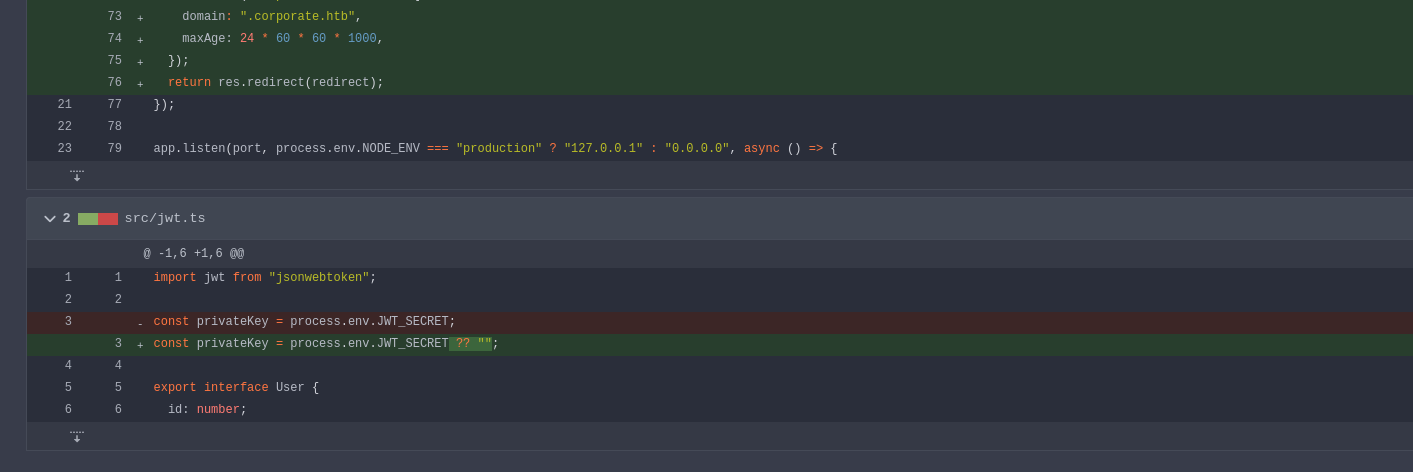 73 + domain: ".corporate.htb",
74 + maxAge: 24 * 60 * 60 * 1000,
75 + });
76 + return res.redirect(redirect);
21 77 });
22 78
23 79 app.listen(port, process.env.NODE_ENV === "production" ? "127.0.0.1" : "0.0.0.0", async () => {
2 src/jwt.ts
@ -1,6 +1,6 @@
1 1 import jwt from "jsonwebtoken";
2 2
3 - const privateKey = process.env.JWT_SECRET;
3 + const privateKey = process.env.JWT_SECRET ?? "";
4 4
5 5 export interface User {
6 6 id: number;